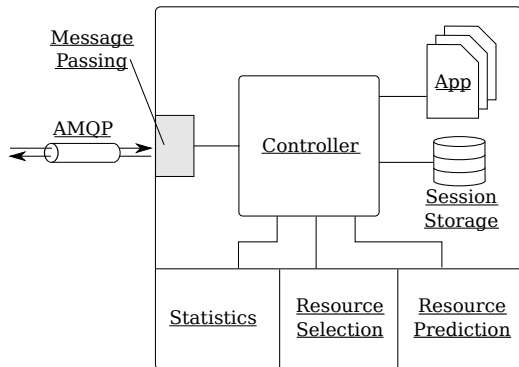 Message
Passing
AMQP
App
Controller
Session
Storage
Statistics
Resource
Selection
Resource
Prediction